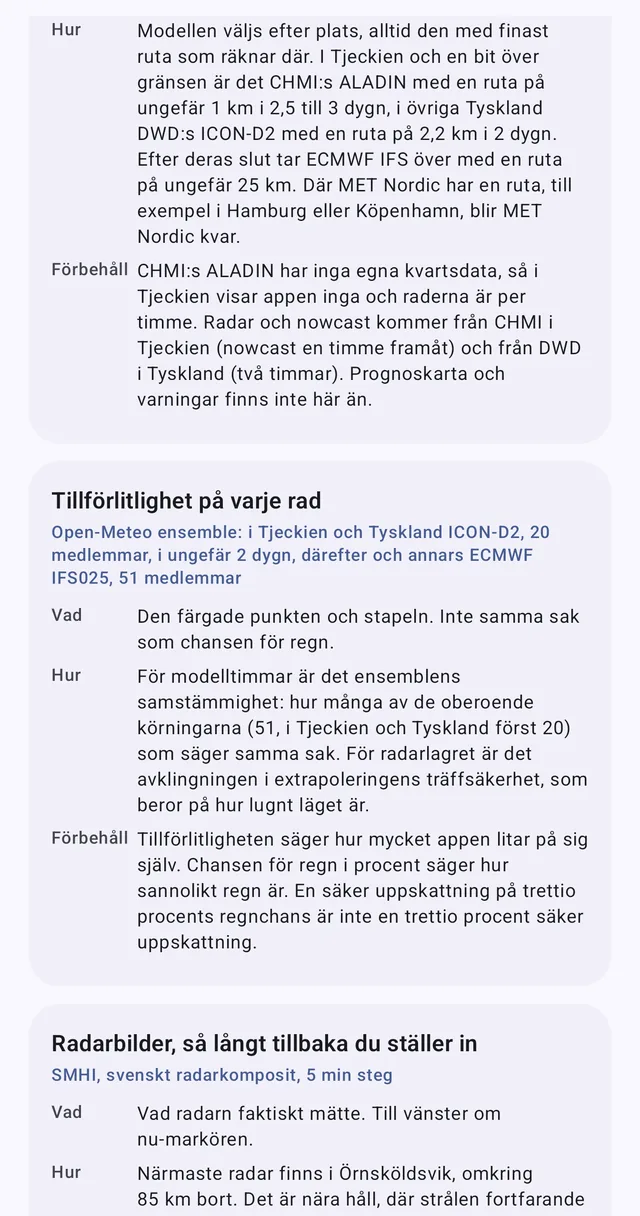 Hur
Modellen väljs efter plats, alltid den med finast
ruta som räknar där. I Tjeckien och en bit över
gränsen är det CHMI:s ALADIN med en ruta på
ungefär 1 km i 2,5 till 3 dygn, i övriga Tyskland
DWD:s ICON-D2 med en ruta på 2,2 km i 2 dygn.
Efter deras slut tar ECMWF IFS över med en ruta
på ungefär 25 km. Där MET Nordic har en ruta, till
exempel i Hamburg eller Köpenhamn, blir MET
Nordic kvar.
Förbehåll
CHMI:s ALADIN har inga egna kvartsdata, så i
Tjeckien visar appen inga och raderna är per
timme. Radar och nowcast kommer från CHMI i
Tjeckien (nowcast en timme framåt) och från DWD
i Tyskland (två timmar). Prognoskarta och
varningar finns inte här än.
Tillförlitlighet på varje rad
Open-Meteo ensemble: i Tjeckien och Tyskland ICON-D2, 20
medlemmar, i ungefär 2 dygn, därefter och annars ECMWF
IFS025, 51 medlemmar
Vad
Den färgade punkten och stapeln. Inte samma sak
som chansen för regn.
Hur
För modelltimmar är det ensemblens
samstämmighet: hur många av de oberoende
körningarna (51, i Tjeckien och Tyskland först 20)
som säger samma sak. För radarlagret är det
avklingningen i extrapoleringens träffsäkerhet, som
beror på hur lugnt läget är.
Förbehåll
Tillförlitligheten säger hur mycket appen litar på sig
själv. Chansen för regn i procent säger hur
sannolikt regn är. En säker uppskattning på trettio
procents regnchans är inte en trettio procent säker
uppskattning.
Radarbilder, så långt tillbaka du ställer in
SMHI, svenskt radarkomposit, 5 min steg
Vad
Vad radarn faktiskt mätte. Till vänster om
nu-markören.
Hur
Närmaste radar finns i Örnsköldsvik, omkring
85 km bort. Det är nära håll, där strålen fortfarande